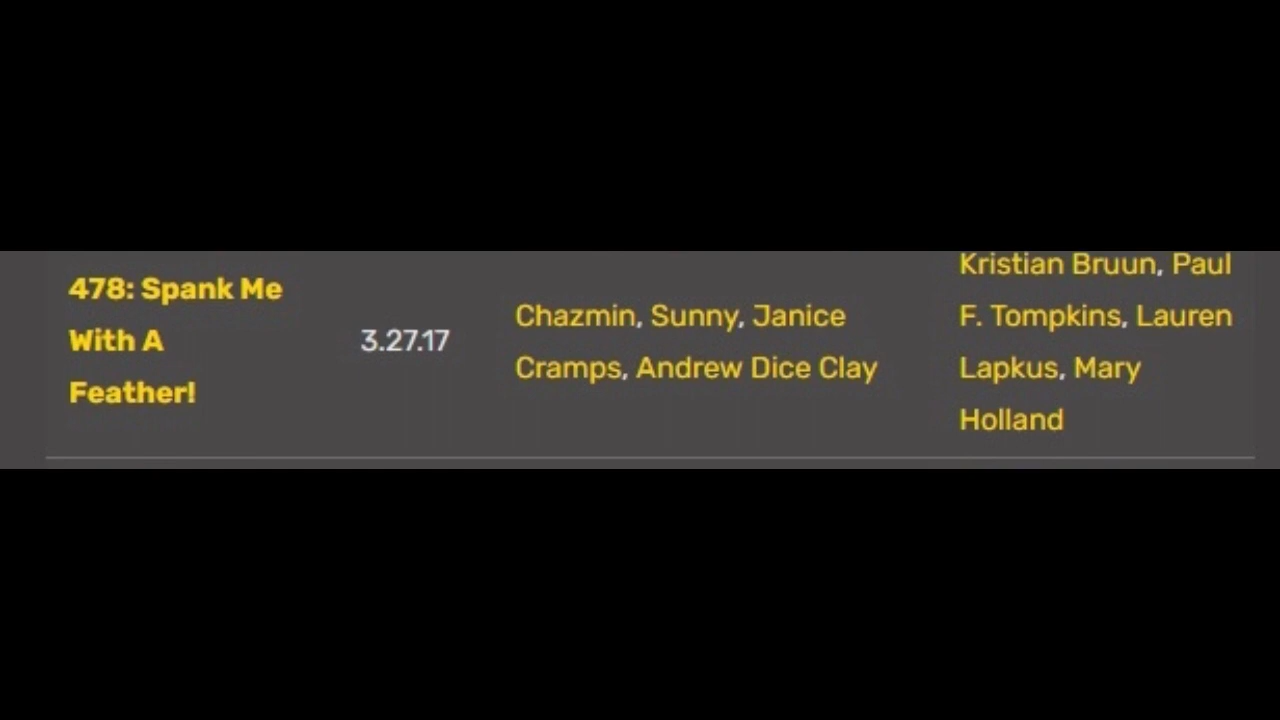 478: Spank Me
With A
Feather!
3.27.17
Chazmin, Sunny, Janice
Cramps, Andrew Dice Clay
Kristian Bruun, Paul
F. Tompkins, Lauren
Lapkus, Mary
Holland